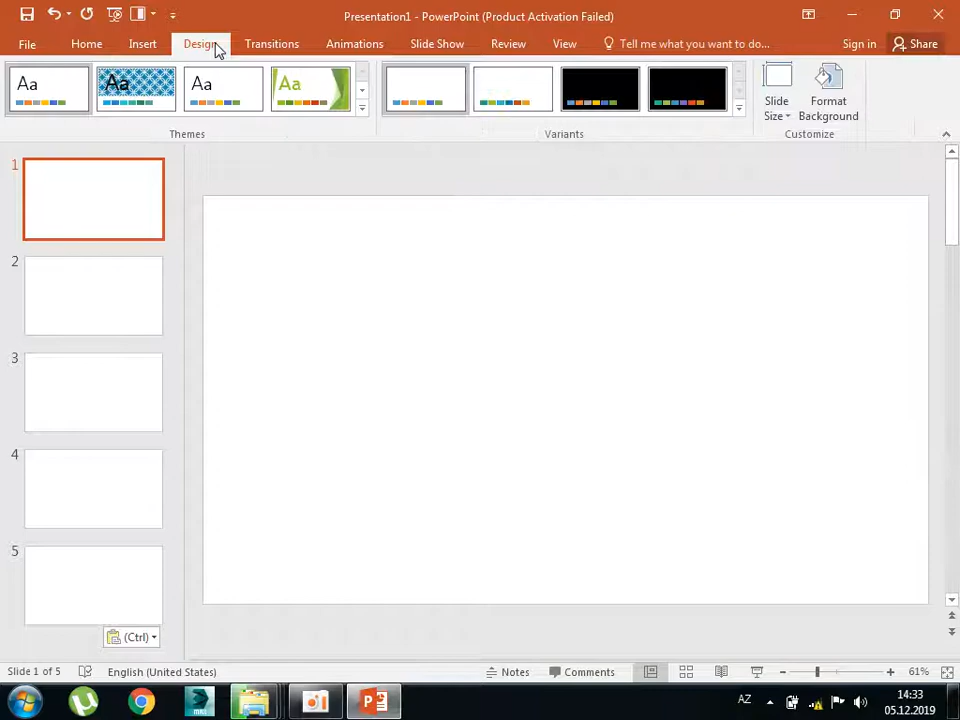 Presentation1 - PowerPoint (Product Activation Failed)
File Home Insert Design Transitions Animations Slide Show Review View Tell me what you want to do... Sign in Share
Aa Aa Aa Aa
Slide Size Format Background
Themes Variants Customize
1
2
3
4
5
(Ctrl)
Slide 1 of 5 English (United States) Notes Comments 61%
AZ 14:33
05.12.2019